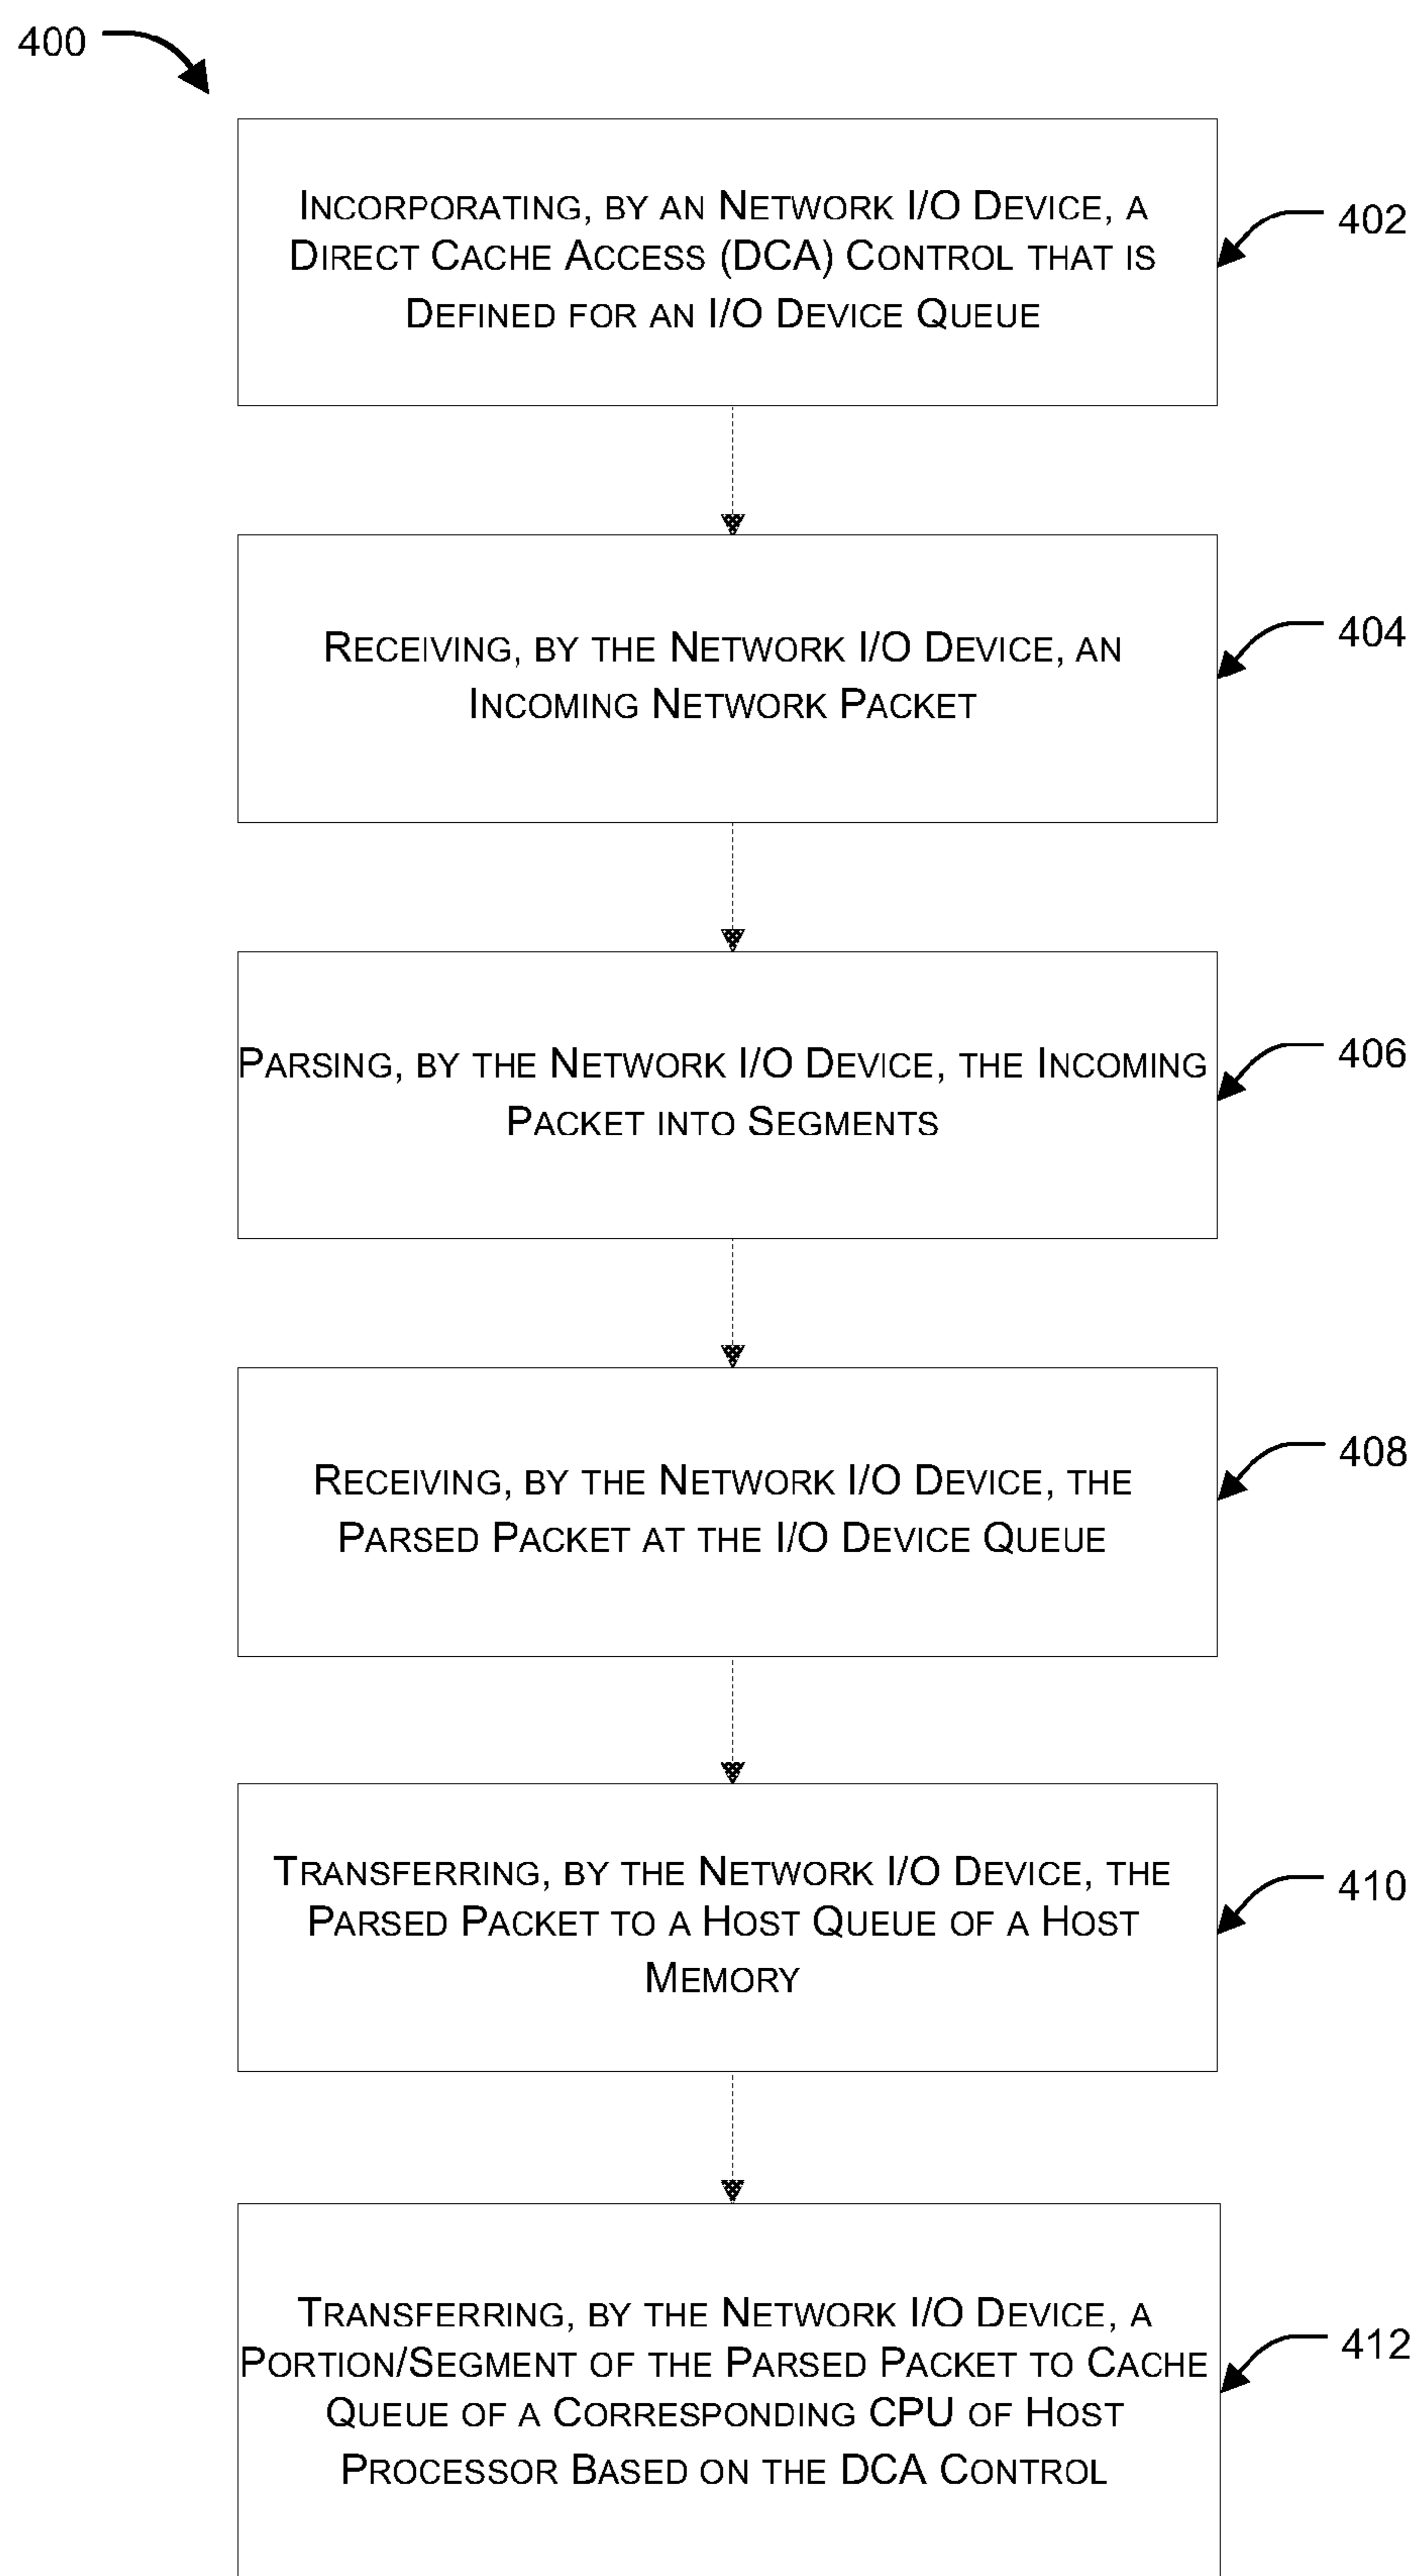 400
INCORPORATING, BY AN NETWORK I/O DEVICE, A
DIRECT CACHE ACCESS (DCA) CONTROL THAT IS
DEFINED FOR AN I/O DEVICE QUEUE
402
RECEIVING, BY THE NETWORK I/O DEVICE, AN
INCOMING NETWORK PACKET
404
PARSING, BY THE NETWORK I/O DEVICE, THE INCOMING
PACKET INTO SEGMENTS
406
RECEIVING, BY THE NETWORK I/O DEVICE, THE
PARSED PACKET AT THE I/O DEVICE QUEUE
408
TRANSFERRING, BY THE NETWORK I/O DEVICE, THE
PARSED PACKET TO A HOST QUEUE OF A HOST
MEMORY
410
TRANSFERRING, BY THE NETWORK I/O DEVICE, A
PORTION/SEGMENT OF THE PARSED PACKET TO CACHE
QUEUE OF A CORRESPONDING CPU OF HOST
PROCESSOR BASED ON THE DCA CONTROL
412